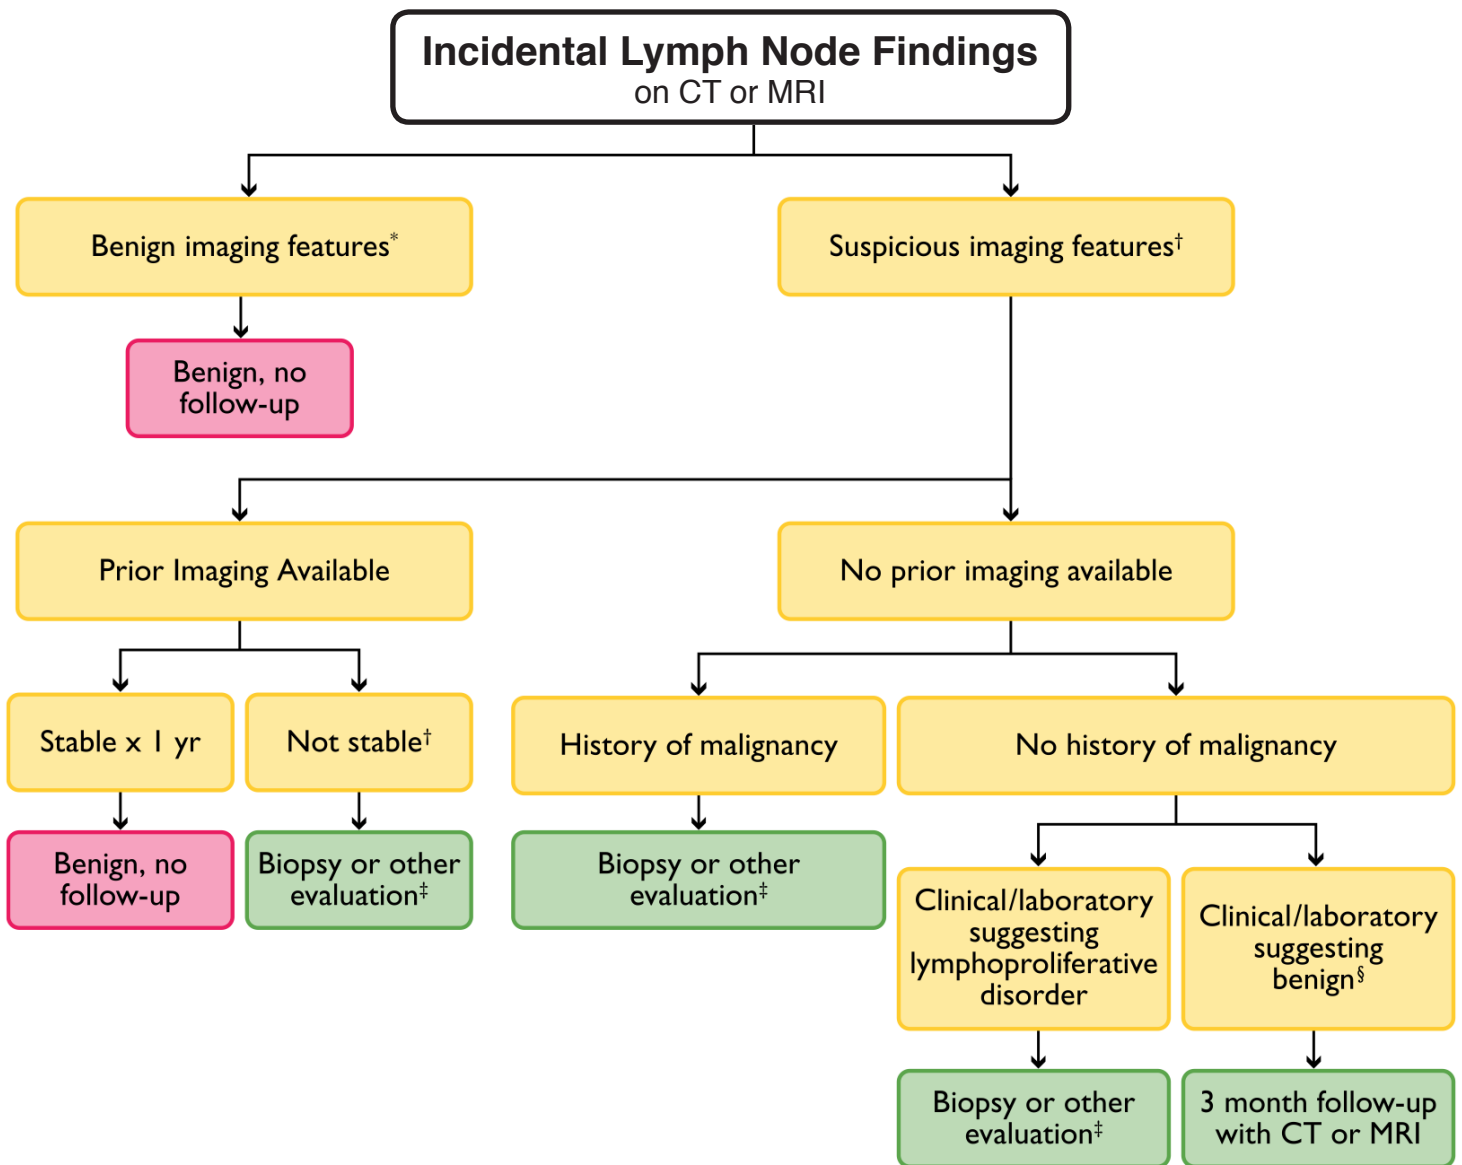 Incidental Lymph Node Findings
on CT or MRI
Benign imaging features*
Suspicious imaging features†
Benign, no
follow-up
Prior Imaging Available
No prior imaging available
Stable x 1 yr
Not stable†
History of malignancy
No history of malignancy
Benign, no
follow-up
Biopsy or other
evaluation‡
Biopsy or other
evaluation‡
Clinical/laboratory
suggesting
lymphoproliferative
disorder
Clinical/laboratory
suggesting
benign§
Biopsy or other
evaluation‡
3 month follow-up
with CT or MRI